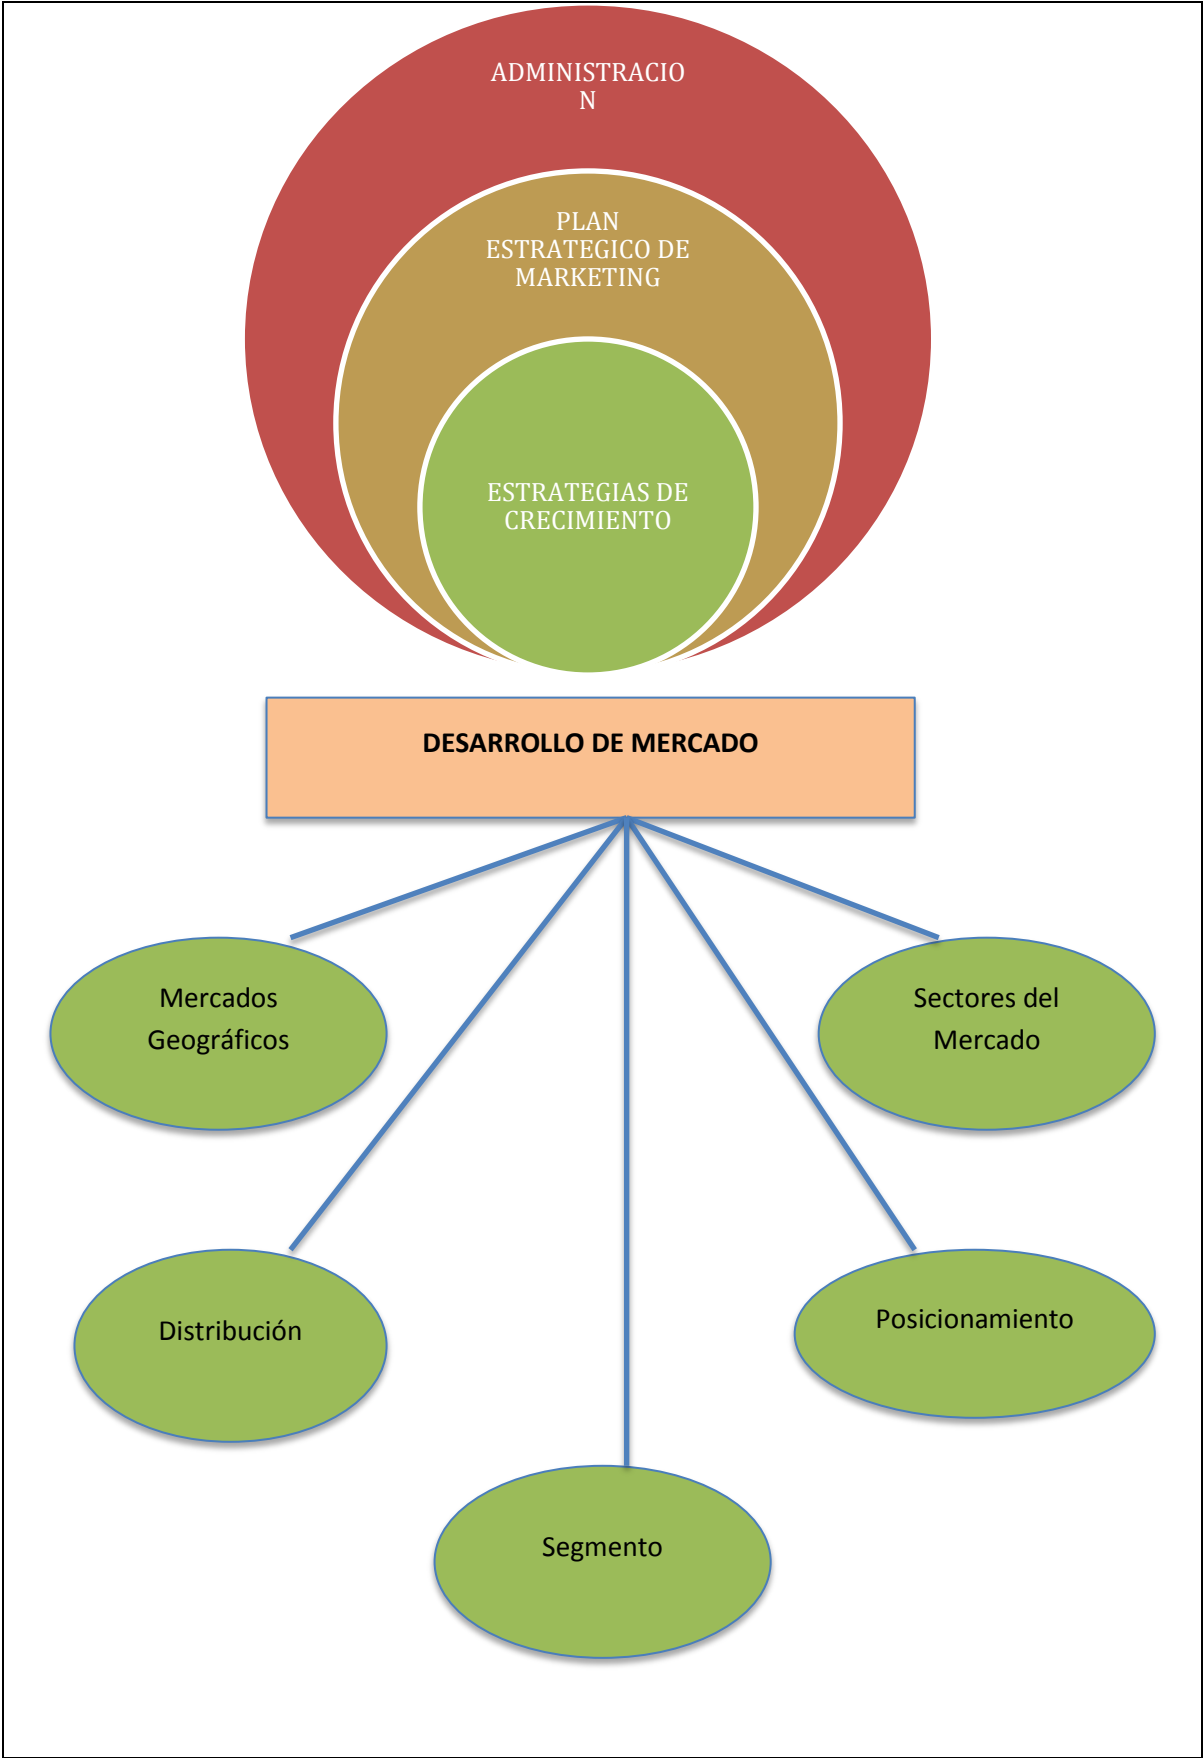 ADMINISTRACIO
N
PLAN
ESTRATEGICO DE
MARKETING
ESTRATEGIAS DE
CRECIMIENTO
DESARROLLO DE MERCADO
Mercados
Geográficos
Sectores del
Mercado
Distribución
Posicionamiento
Segmento